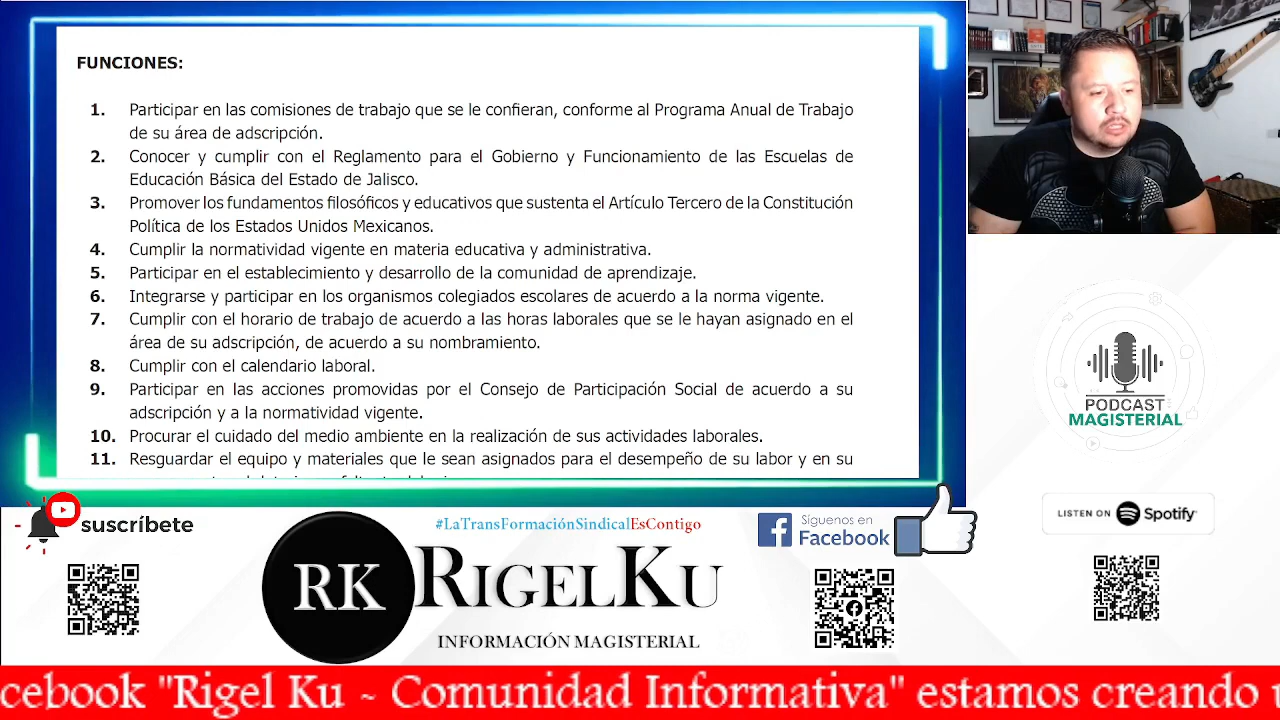 FUNCIONES:
1. Participar en las comisiones de trabajo que se le confieran, conforme al Programa Anual de Trabajo
de su área de adscripción.
2. Conocer y cumplir con el Reglamento para el Gobierno y Funcionamiento de las Escuelas de
Educación Básica del Estado de Jalisco.
3. Promover los fundamentos filosóficos y educativos que sustenta el Artículo Tercero de la Constitución
Política de los Estados Unidos Mexicanos.
4. Cumplir la normatividad vigente en materia educativa y administrativa.
5. Participar en el establecimiento y desarrollo de la comunidad de aprendizaje.
6. Integrarse y participar en los organismos colegiados escolares de acuerdo a la norma vigente.
7. Cumplir con el horario de trabajo de acuerdo a las horas laborales que se le hayan asignado en el
área de su adscripción, de acuerdo a su nombramiento.
8. Cumplir con el calendario laboral.
9. Participar en las acciones promovidas por el Consejo de Participación Social de acuerdo a su
adscripción y a la normatividad vigente.
10. Procurar el cuidado del medio ambiente en la realización de sus actividades laborales.
11. Resguardar el equipo y materiales que le sean asignados para el desempeño de su labor y en su
PODCAST
MAGISTERIAL
suscríbete
#LaTransFormaciónSindicalEsContigo
RK
RIGELKU
INFORMACIÓN MAGISTERIAL
Síguenos en
Facebook
LISTEN ON Spotify
cebook "Rigel Ku ~ Comunidad Informativa" estamos creando